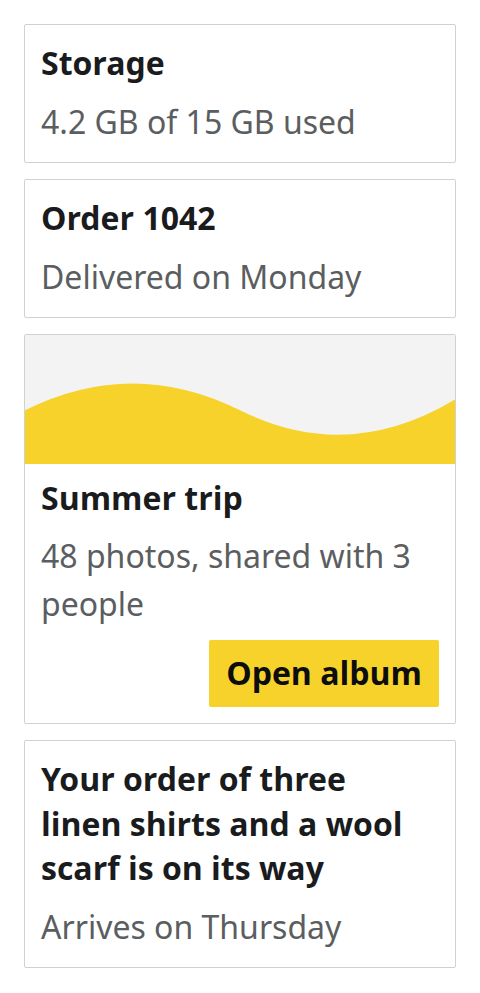 Storage
4.2 GB of 15 GB used
Order 1042
Delivered on Monday
Summer trip
48 photos, shared with 3
people
Open album
Your order of three
linen shirts and a wool
scarf is on its way
Arrives on Thursday